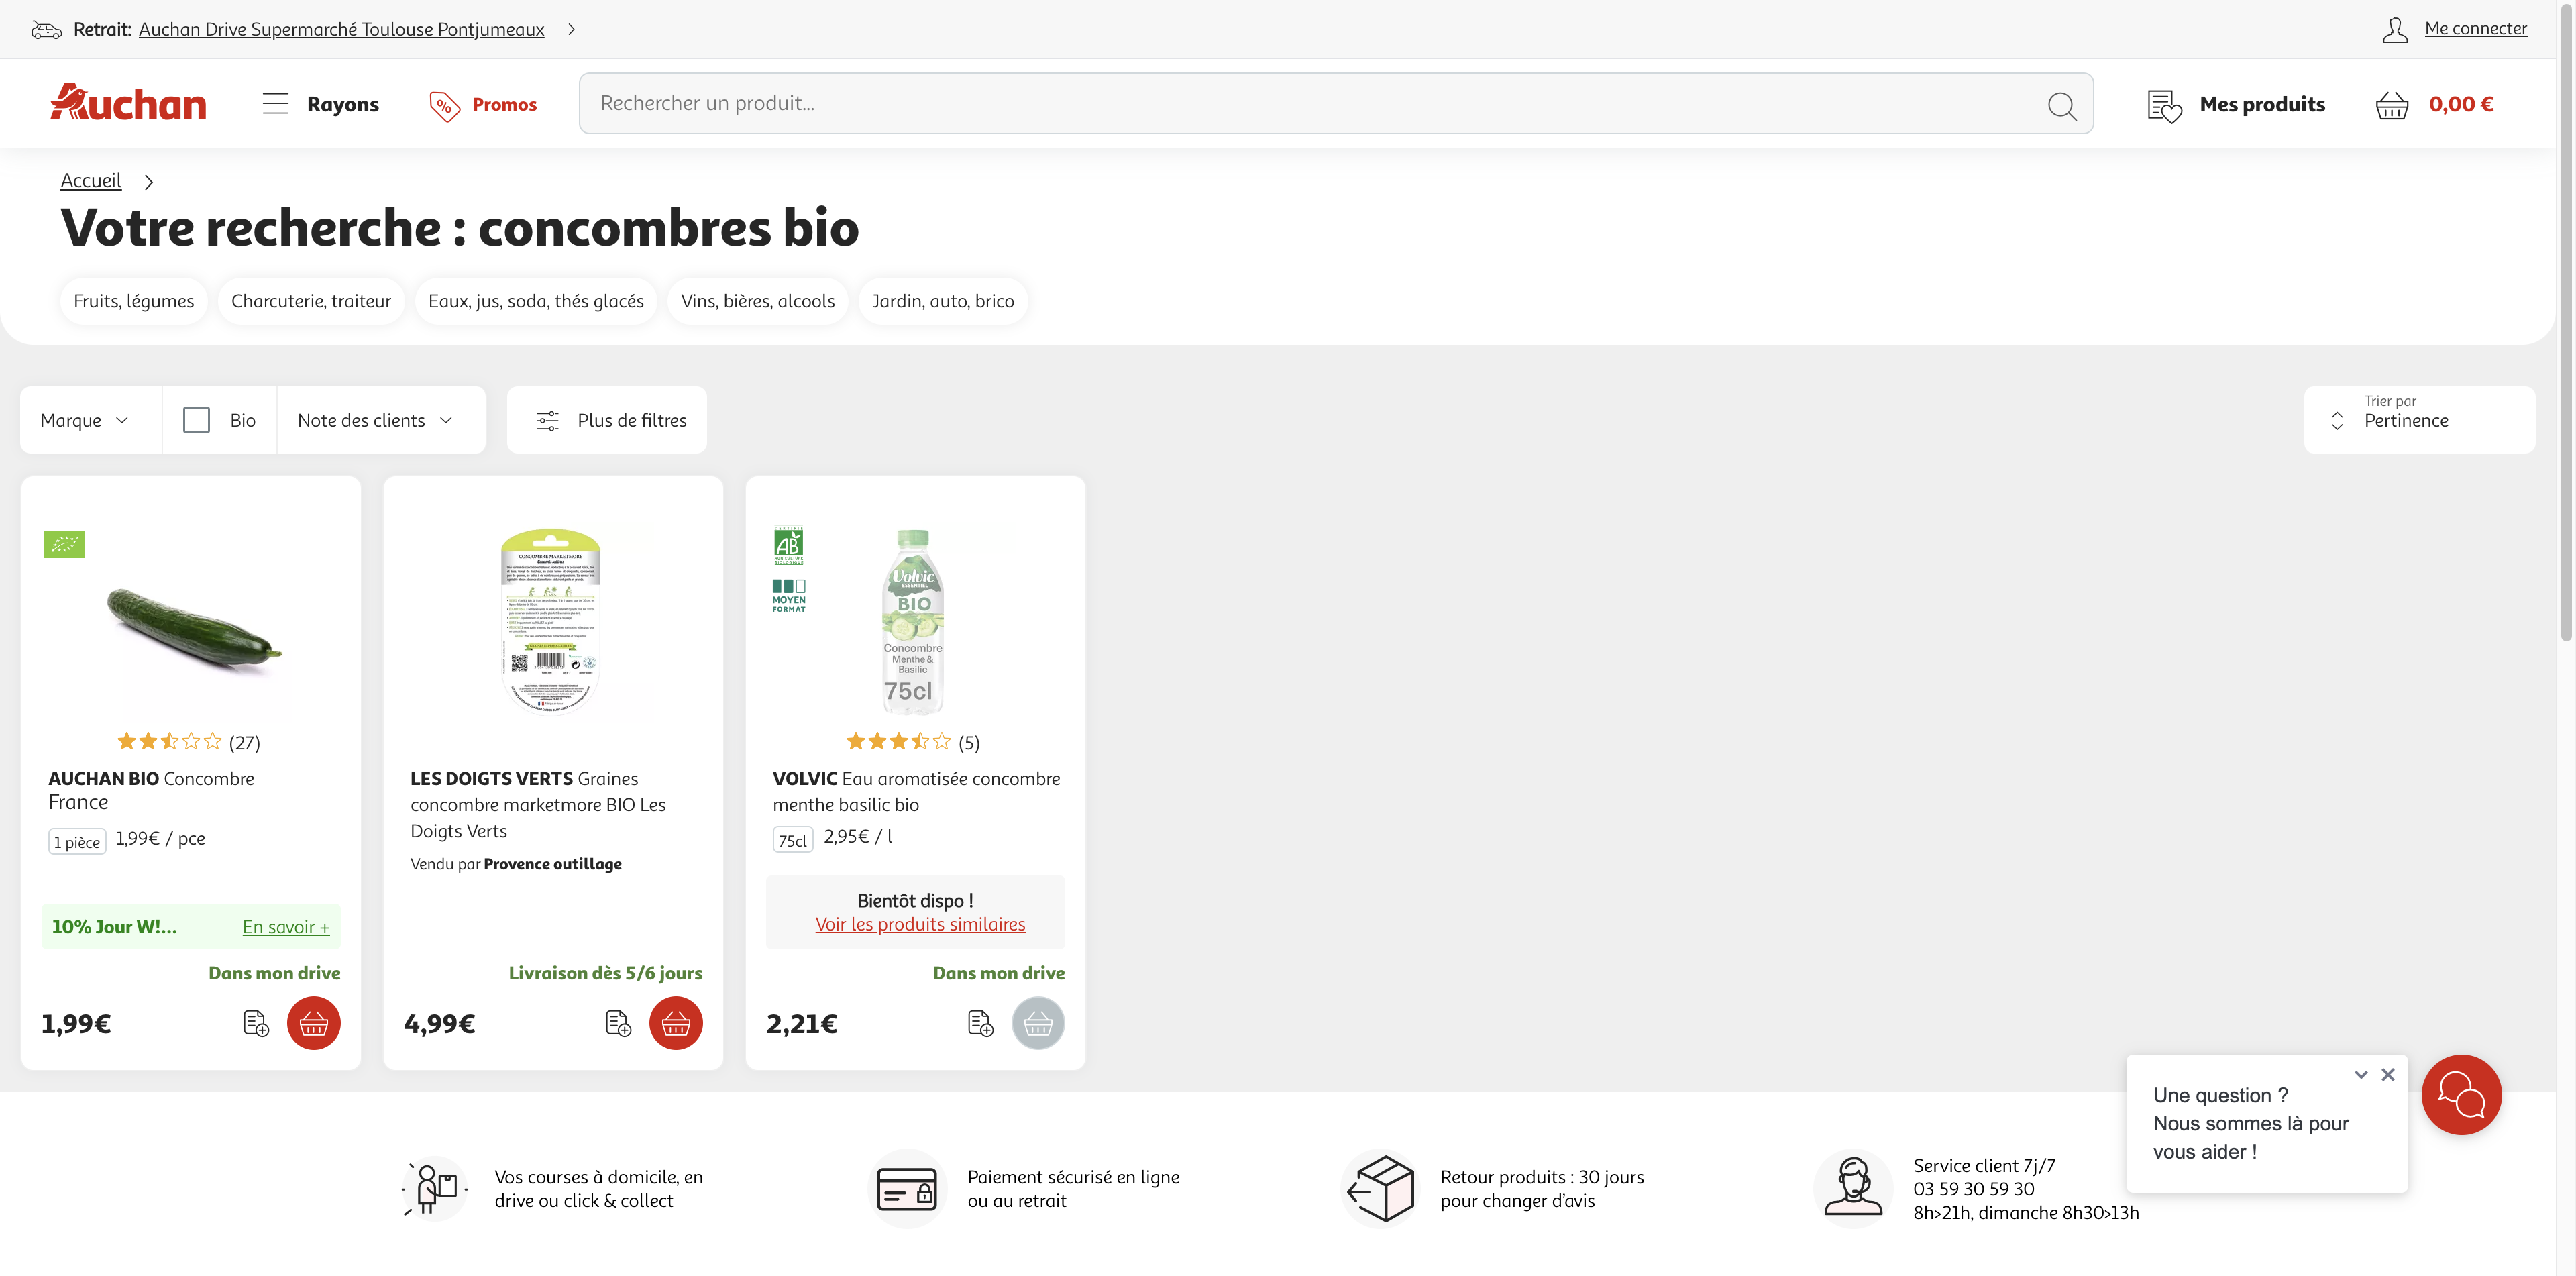 Retrait: Auchan Drive Supermarché Toulouse Pontjumeaux
Me connecter
Auchan
Rayons
Promos
Rechercher un produit...
Mes produits
0,00 €
Accueil
Votre recherche : concombres bio
Fruits, légumes
Charcuterie, traiteur
Eaux, jus, soda, thés glacés
Vins, bières, alcools
Jardin, auto, brico
Marque
Bio
Note des clients
Plus de filtres
Trier par
Pertinence
(27)
AUCHAN BIO Concombre
France
1 pièce 1,99€ / pce
10% Jour W!...
En savoir +
Dans mon drive
1,99€
CONCOMBRE MARKETMORE
LES DOIGTS VERTS Graines
concombre marketmore BIO Les
Doigts Verts
Vendu par Provence outillage
Livraison dès 5/6 jours
4,99€
AB
MOYEN
FORMAT
Volvic
ESSENTIEL
BIO
Concombre
Menthe &
Basilic
75cl
(5)
VOLVIC Eau aromatisée concombre
menthe basilic bio
75cl 2,95€ / l
Bientôt dispo !
Voir les produits similaires
Dans mon drive
2,21€
Une question ?
Nous sommes là pour
vous aider !
Vos courses à domicile, en
drive ou click & collect
Paiement sécurisé en ligne
ou au retrait
Retour produits : 30 jours
pour changer d'avis
Service client 7j/7
03 59 30 59 30
8h>21h, dimanche 8h30>13h